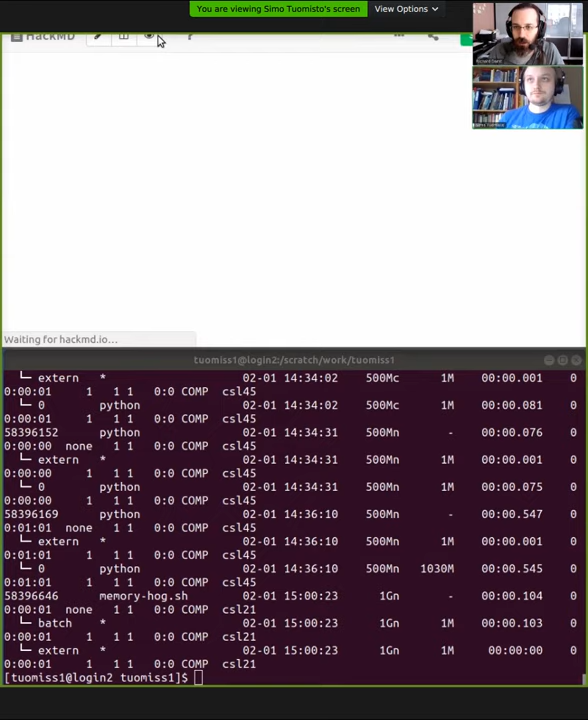 You are viewing Simo Tuomisto's screen
View Options
HackMD
Waiting for hackmd.io...
tuomiss1@login2:/scratch/work/tuomiss1
└─ extern * 02-01 14:34:02 500Mc 1M 00:00.001 0
0:00:01 1 1 1 0:0 COMP csl45
└─ 0 python 02-01 14:34:02 500Mc 1M 00:00.081 0
0:00:01 1 1 1 0:0 COMP csl45
58396152 python 02-01 14:34:31 500Mn - 00:00.076 0
0:00:00 none 1 1 1 0:0 COMP csl45
└─ extern * 02-01 14:34:31 500Mn 1M 00:00.001 0
0:00:00 1 1 1 0:0 COMP csl45
└─ 0 python 02-01 14:34:31 500Mn 1M 00:00.075 0
0:00:00 1 1 1 0:0 COMP csl45
58396169 python 02-01 14:36:10 500Mn - 00:00.547 0
0:01:01 none 1 1 1 0:0 COMP csl45
└─ extern * 02-01 14:36:10 500Mn 1M 00:00.001 0
0:01:01 1 1 1 0:0 COMP csl45
└─ 0 python 02-01 14:36:10 500Mn 1030M 00:00.545 0
0:01:01 1 1 1 0:0 COMP csl45
58396646 memory-hog.sh 02-01 15:00:23 1Gn - 00:00.104 0
0:00:01 none 1 1 1 0:0 COMP csl21
└─ batch * 02-01 15:00:23 1Gn 1M 00:00.103 0
0:00:01 1 1 1 0:0 COMP csl21
└─ extern * 02-01 15:00:23 1Gn 1M 00:00:00 0
0:00:01 1 1 1 0:0 COMP csl21
[tuomiss1@login2 tuomiss1]$